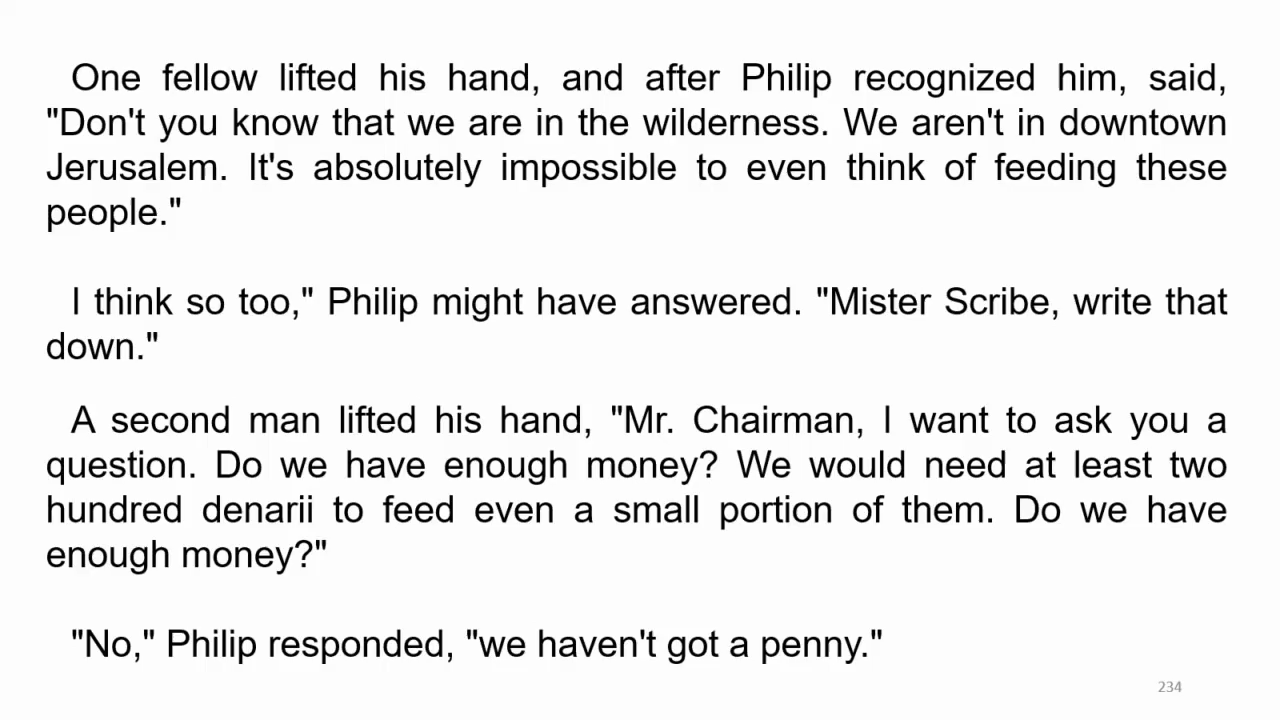 One fellow lifted his hand, and after Philip recognized him, said,
"Don't you know that we are in the wilderness. We aren't in downtown
Jerusalem. It's absolutely impossible to even think of feeding these
people."
I think so too," Philip might have answered. "Mister Scribe, write that
down."
A second man lifted his hand, "Mr. Chairman, I want to ask you a
question. Do we have enough money? We would need at least two
hundred denarii to feed even a small portion of them. Do we have
enough money?"
"No," Philip responded, "we haven't got a penny."
234